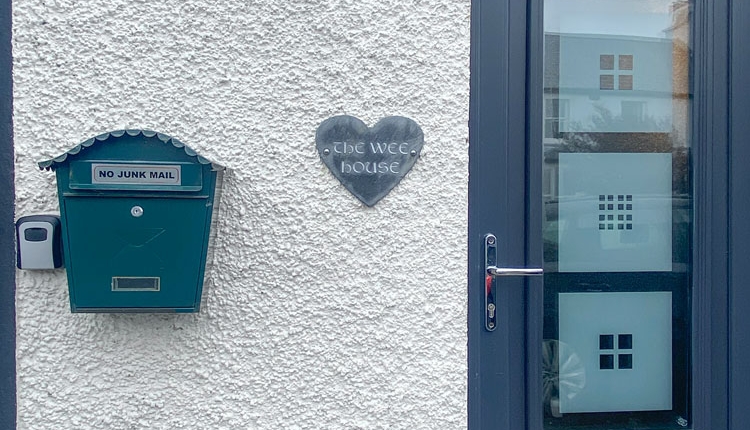 NO JUNK MAIL
the wee
house